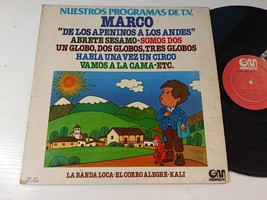 NUESTROS PROGRAMAS DE T.V.
MARCO
"DE LOS APENINOS A LOS ANDES"
ABRETE SESAMO • SOMOS DOS
UN GLOBO, DOS GLOBOS, TRES GLOBOS
HABIA UNA VEZ UN CIRCO
VAMOS A LA CAMA • ETC.
LA BANDA LOCA • EL CORRO ALEGRE • KALI
GM